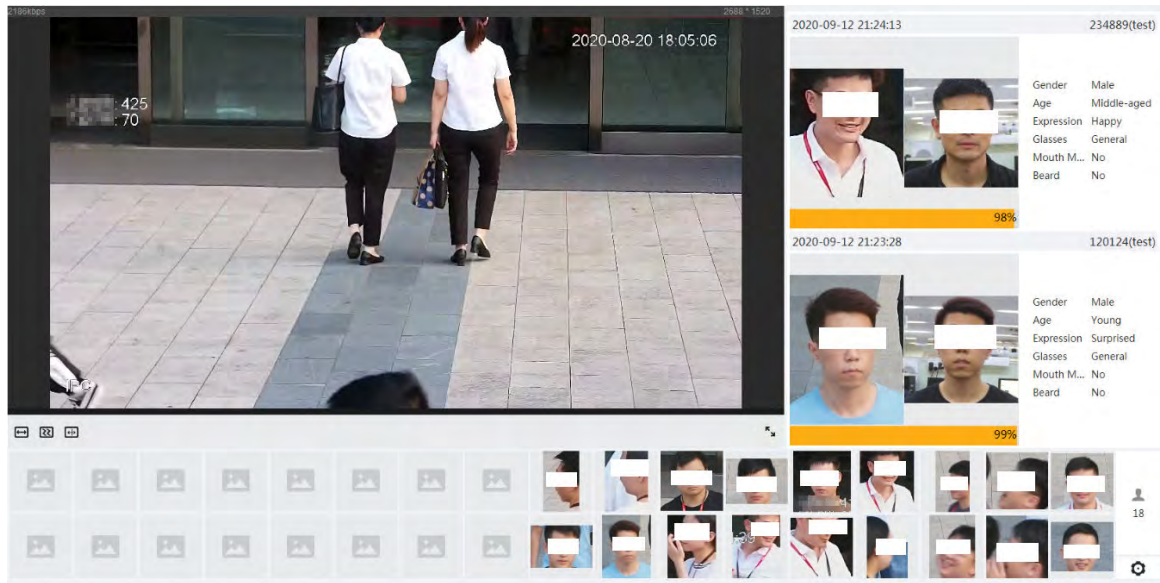 2186kbps
2688 * 1520
2020-08-20 18:05:06
: 425
: 70
IPC
2020-09-12 21:24:13 234889(test)
Gender Male
Age Middle-aged
Expression Happy
Glasses General
Mouth M... No
Beard No
98%
2020-09-12 21:23:28 120124(test)
Gender Male
Age Young
Expression Surprised
Glasses General
Mouth M... No
Beard No
99%
18